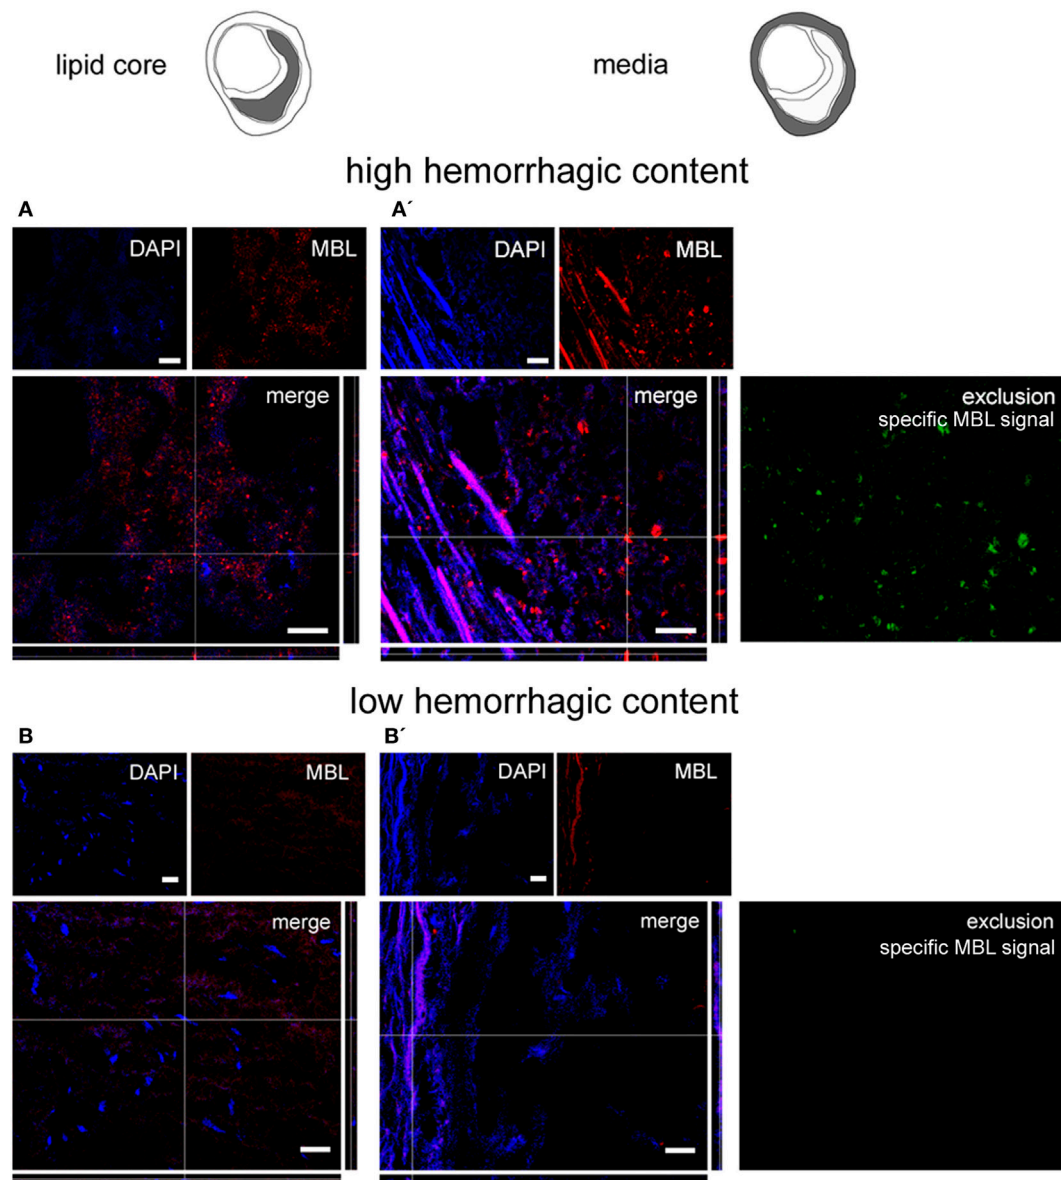 lipid core
media
high hemorrhagic content
A
A´
DAPI
MBL
DAPI
MBL
merge
merge
exclusion
specific MBL signal
low hemorrhagic content
B
B´
DAPI
MBL
DAPI
MBL
merge
merge
exclusion
specific MBL signal